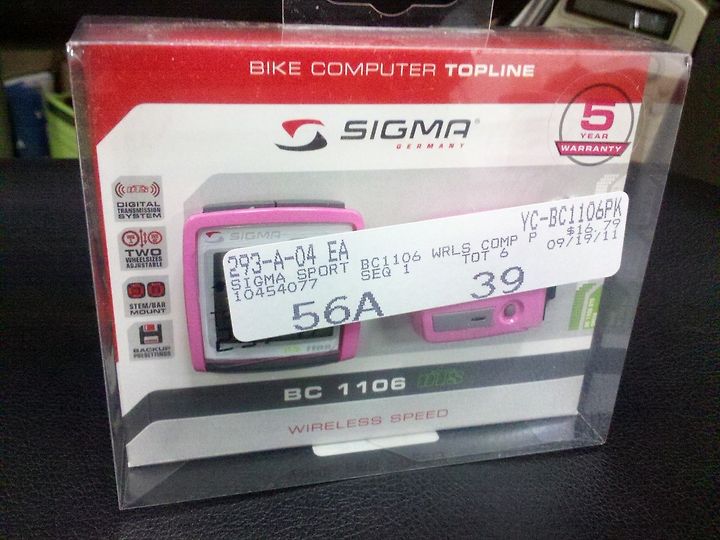 BIKE COMPUTER TOPLINE
5
YEAR
WARRANTY
SIGMA
GERMANY
DIGITAL
TRANSMISSION
SYSTEM
TWO
WHEELSIZES
ADJUSTABLE
STEM/BAR
MOUNT
BACKUP
PRESETTINGS
SIGMA
293-A-04 EA
YC-BC1106PK
SIGMA SPORT BC1106 WRLS COMP P $16.79
10454077 SEQ 1 TOT 6 09/19/11
56A 39
BC 1106 DTS
WIRELESS SPEED